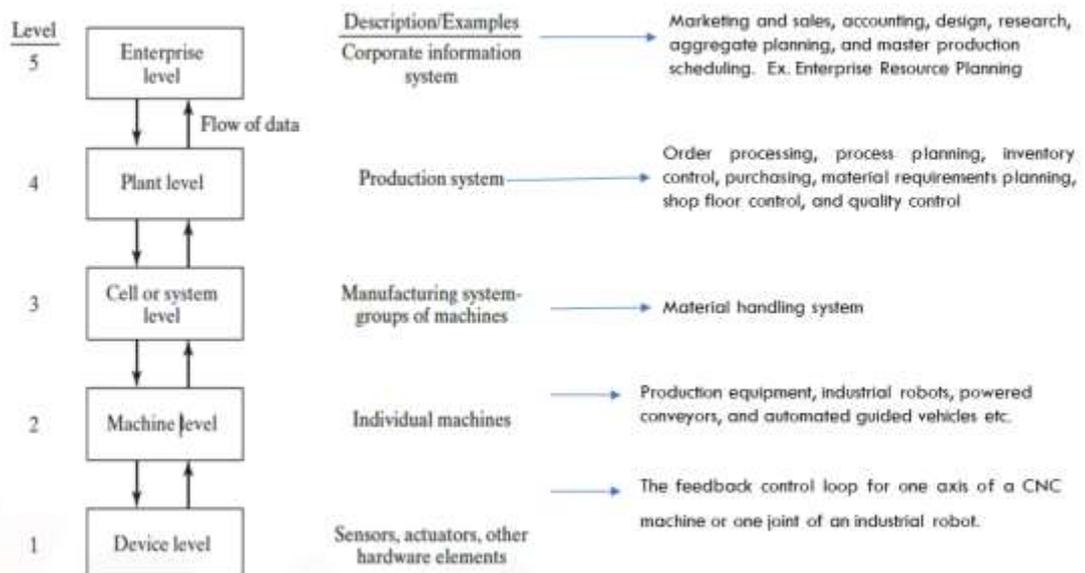 Level
Description/Examples
Marketing and sales, accounting, design, research,
aggregate planning, and master production
scheduling. Ex. Enterprise Resource Planning
5
Enterprise
level
Corporate information
system
Flow of data
4
Plant level
Production system
Order processing, process planning, inventory
control, purchasing, material requirements planning,
shop floor control, and quality control
3
Cell or system
level
Manufacturing system-
groups of machines
Material handling system
2
Machine level
Individual machines
Production equipment, industrial robots, powered
conveyors, and automated guided vehicles etc.
The feedback control loop for one axis of a CNC
machine or one joint of an industrial robot.
1
Device level
Sensors, actuators, other
hardware elements